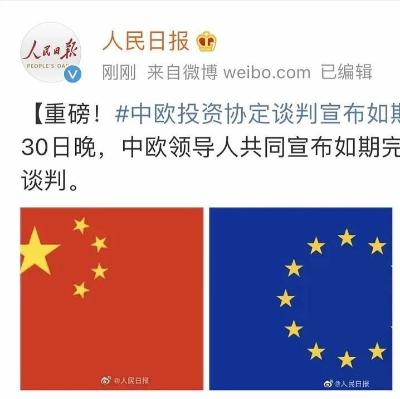 人民日报
PEOPLE'S DA
人民日报
刚刚 来自微博 weibo.com 已编辑
【重磅！#中欧投资协定谈判宣布如期
30日晚，中欧领导人共同宣布如期完
谈判。
@人民日报
@人民日报